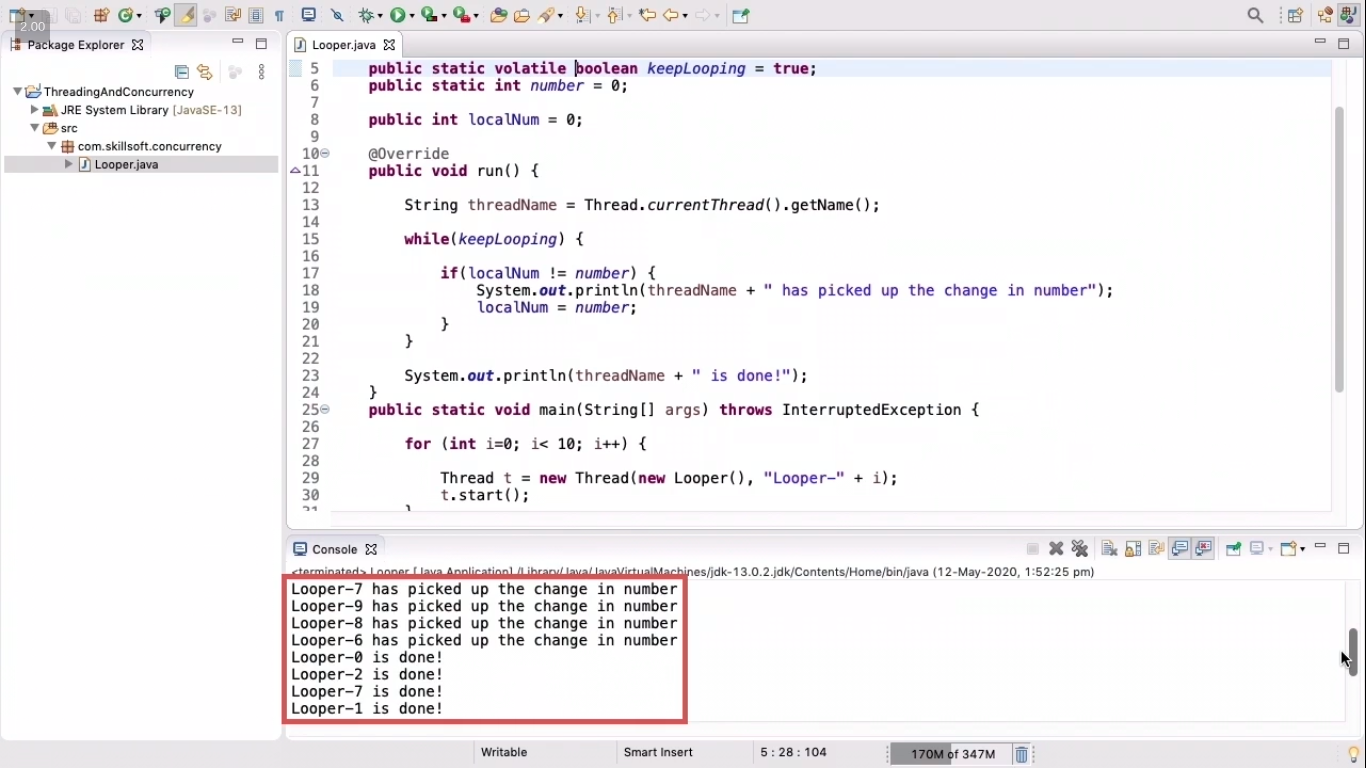 2.00
Package Explorer
Looper.java
ThreadingAndConcurrency
JRE System Library [JavaSE-13]
src
com.skillsoft.concurrency
Looper.java
5 public static volatile boolean keepLooping = true;
6 public static int number = 0;
7
8 public int localNum = 0;
9
10 @Override
11 public void run() {
12
13 String threadName = Thread.currentThread().getName();
14
15 while(keepLooping) {
16
17 if(localNum != number) {
18 System.out.println(threadName + " has picked up the change in number");
19 localNum = number;
20 }
21 }
22
23 System.out.println(threadName + " is done!");
24 }
25 public static void main(String[] args) throws InterruptedException {
26
27 for (int i=0; i< 10; i++) {
28
29 Thread t = new Thread(new Looper(), "Looper-" + i);
30 t.start();
31 }
Console
<terminated> Looper [Java Application] /Library/Java/JavaVirtualMachines/jdk-13.0.2.jdk/Contents/Home/bin/java (12-May-2020, 1:52:25 pm)
Looper-7 has picked up the change in number
Looper-9 has picked up the change in number
Looper-8 has picked up the change in number
Looper-6 has picked up the change in number
Looper-0 is done!
Looper-2 is done!
Looper-7 is done!
Looper-1 is done!
Writable
Smart Insert
5 : 28 : 104
170M of 347M